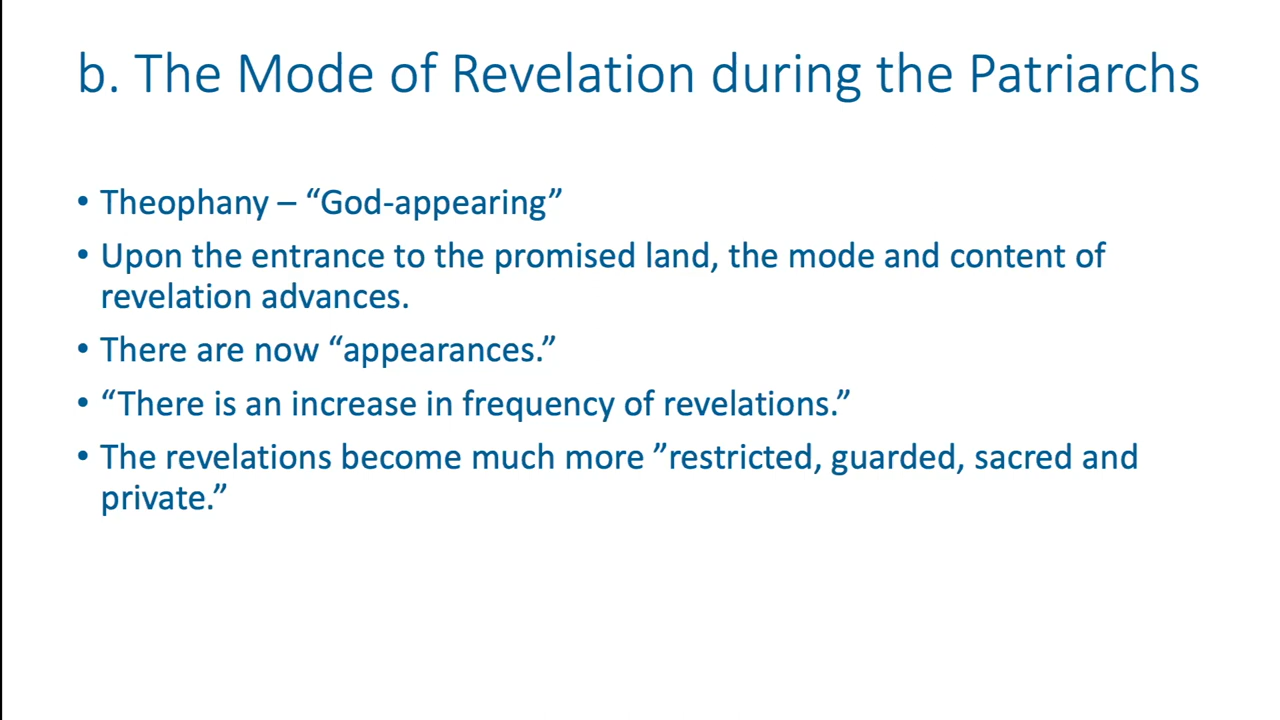 b. The Mode of Revelation during the Patriarchs
• Theophany – “God-appearing”
• Upon the entrance to the promised land, the mode and content of
revelation advances.
• There are now “appearances.”
• “There is an increase in frequency of revelations.”
• The revelations become much more ”restricted, guarded, sacred and
private.”